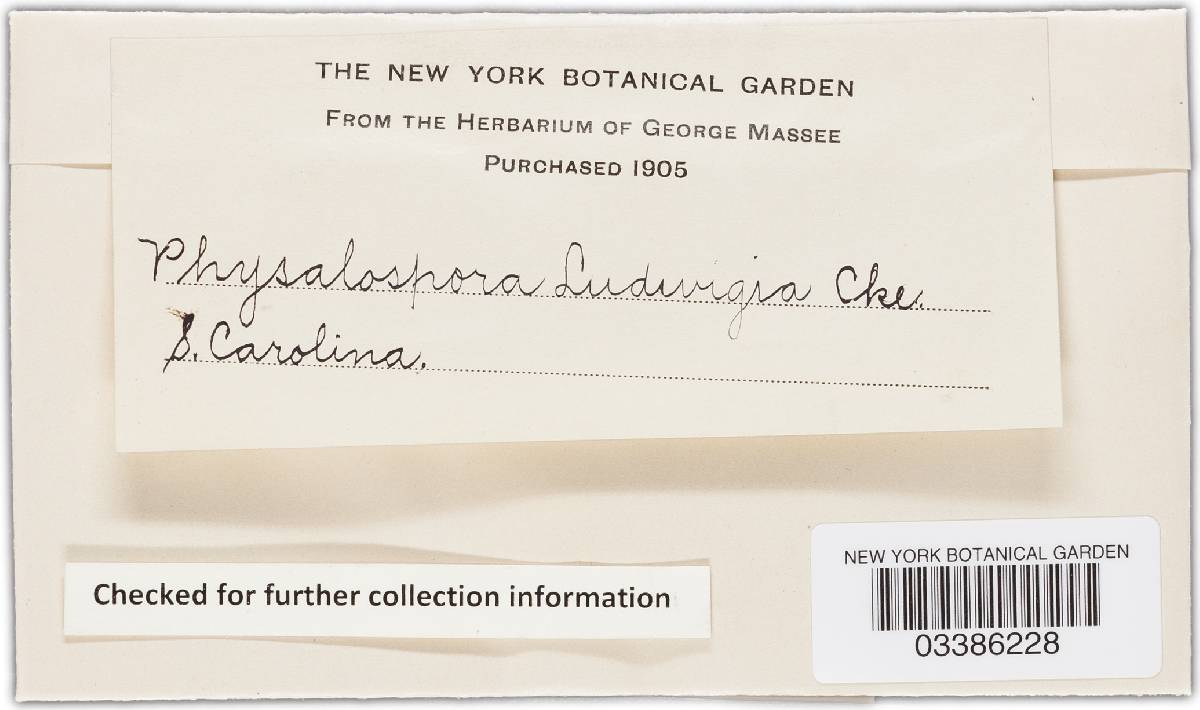 THE NEW YORK BOTANICAL GARDEN
FROM THE HERBARIUM OF GEORGE MASSEE
PURCHASED 1905
Physalospora Ludwigia Cke.
S. Carolina.
Checked for further collection information
NEW YORK BOTANICAL GARDEN
03386228